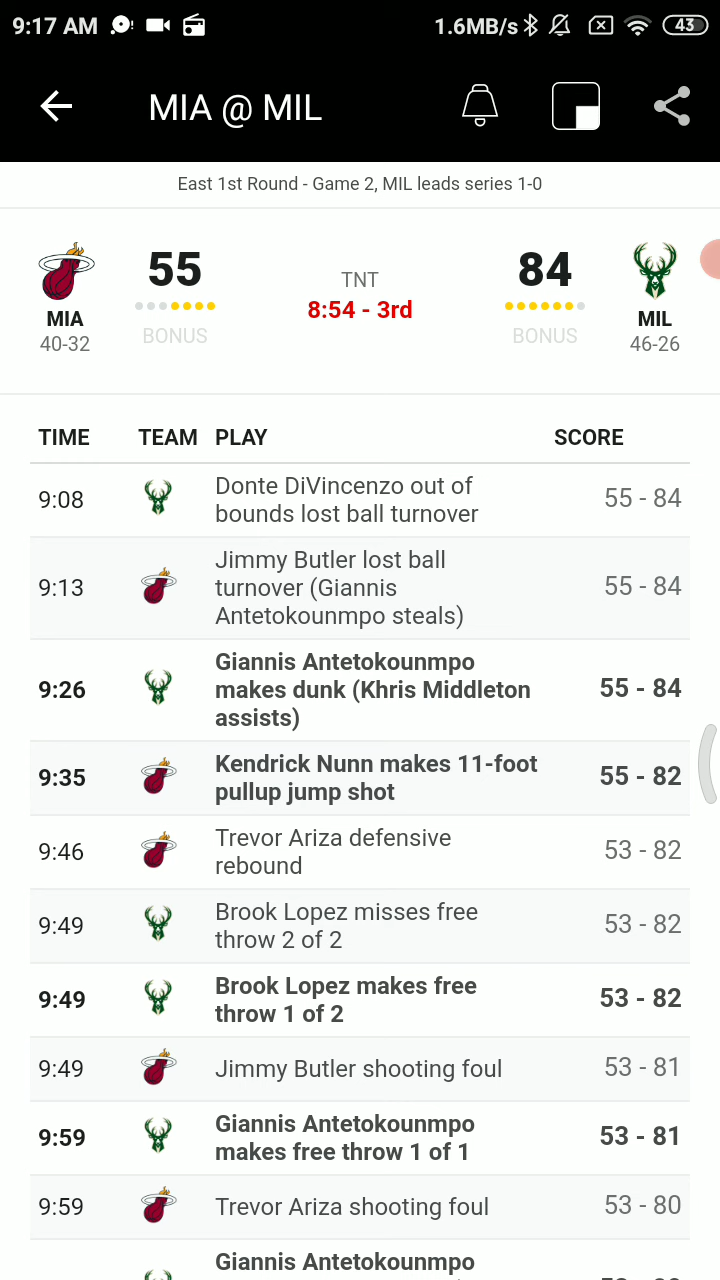 9:17 AM 1.6MB/s 43
MIA @ MIL
East 1st Round - Game 2, MIL leads series 1-0
55 84
TNT
8:54 - 3rd
MIA MIL
40-32 BONUS BONUS 46-26
TIME TEAM PLAY SCORE
9:08 Donte DiVincenzo out of 55 - 84
bounds lost ball turnover
Jimmy Butler lost ball
9:13 turnover (Giannis 55 - 84
Antetokounmpo steals)
Giannis Antetokounmpo
9:26 makes dunk (Khris Middleton 55 - 84
assists)
9:35 Kendrick Nunn makes 11-foot 55 - 82
pullup jump shot
9:46 Trevor Ariza defensive 53 - 82
rebound
9:49 Brook Lopez misses free 53 - 82
throw 2 of 2
9:49 Brook Lopez makes free 53 - 82
throw 1 of 2
9:49 Jimmy Butler shooting foul 53 - 81
9:59 Giannis Antetokounmpo 53 - 81
makes free throw 1 of 1
9:59 Trevor Ariza shooting foul 53 - 80
Giannis Antetokounmpo